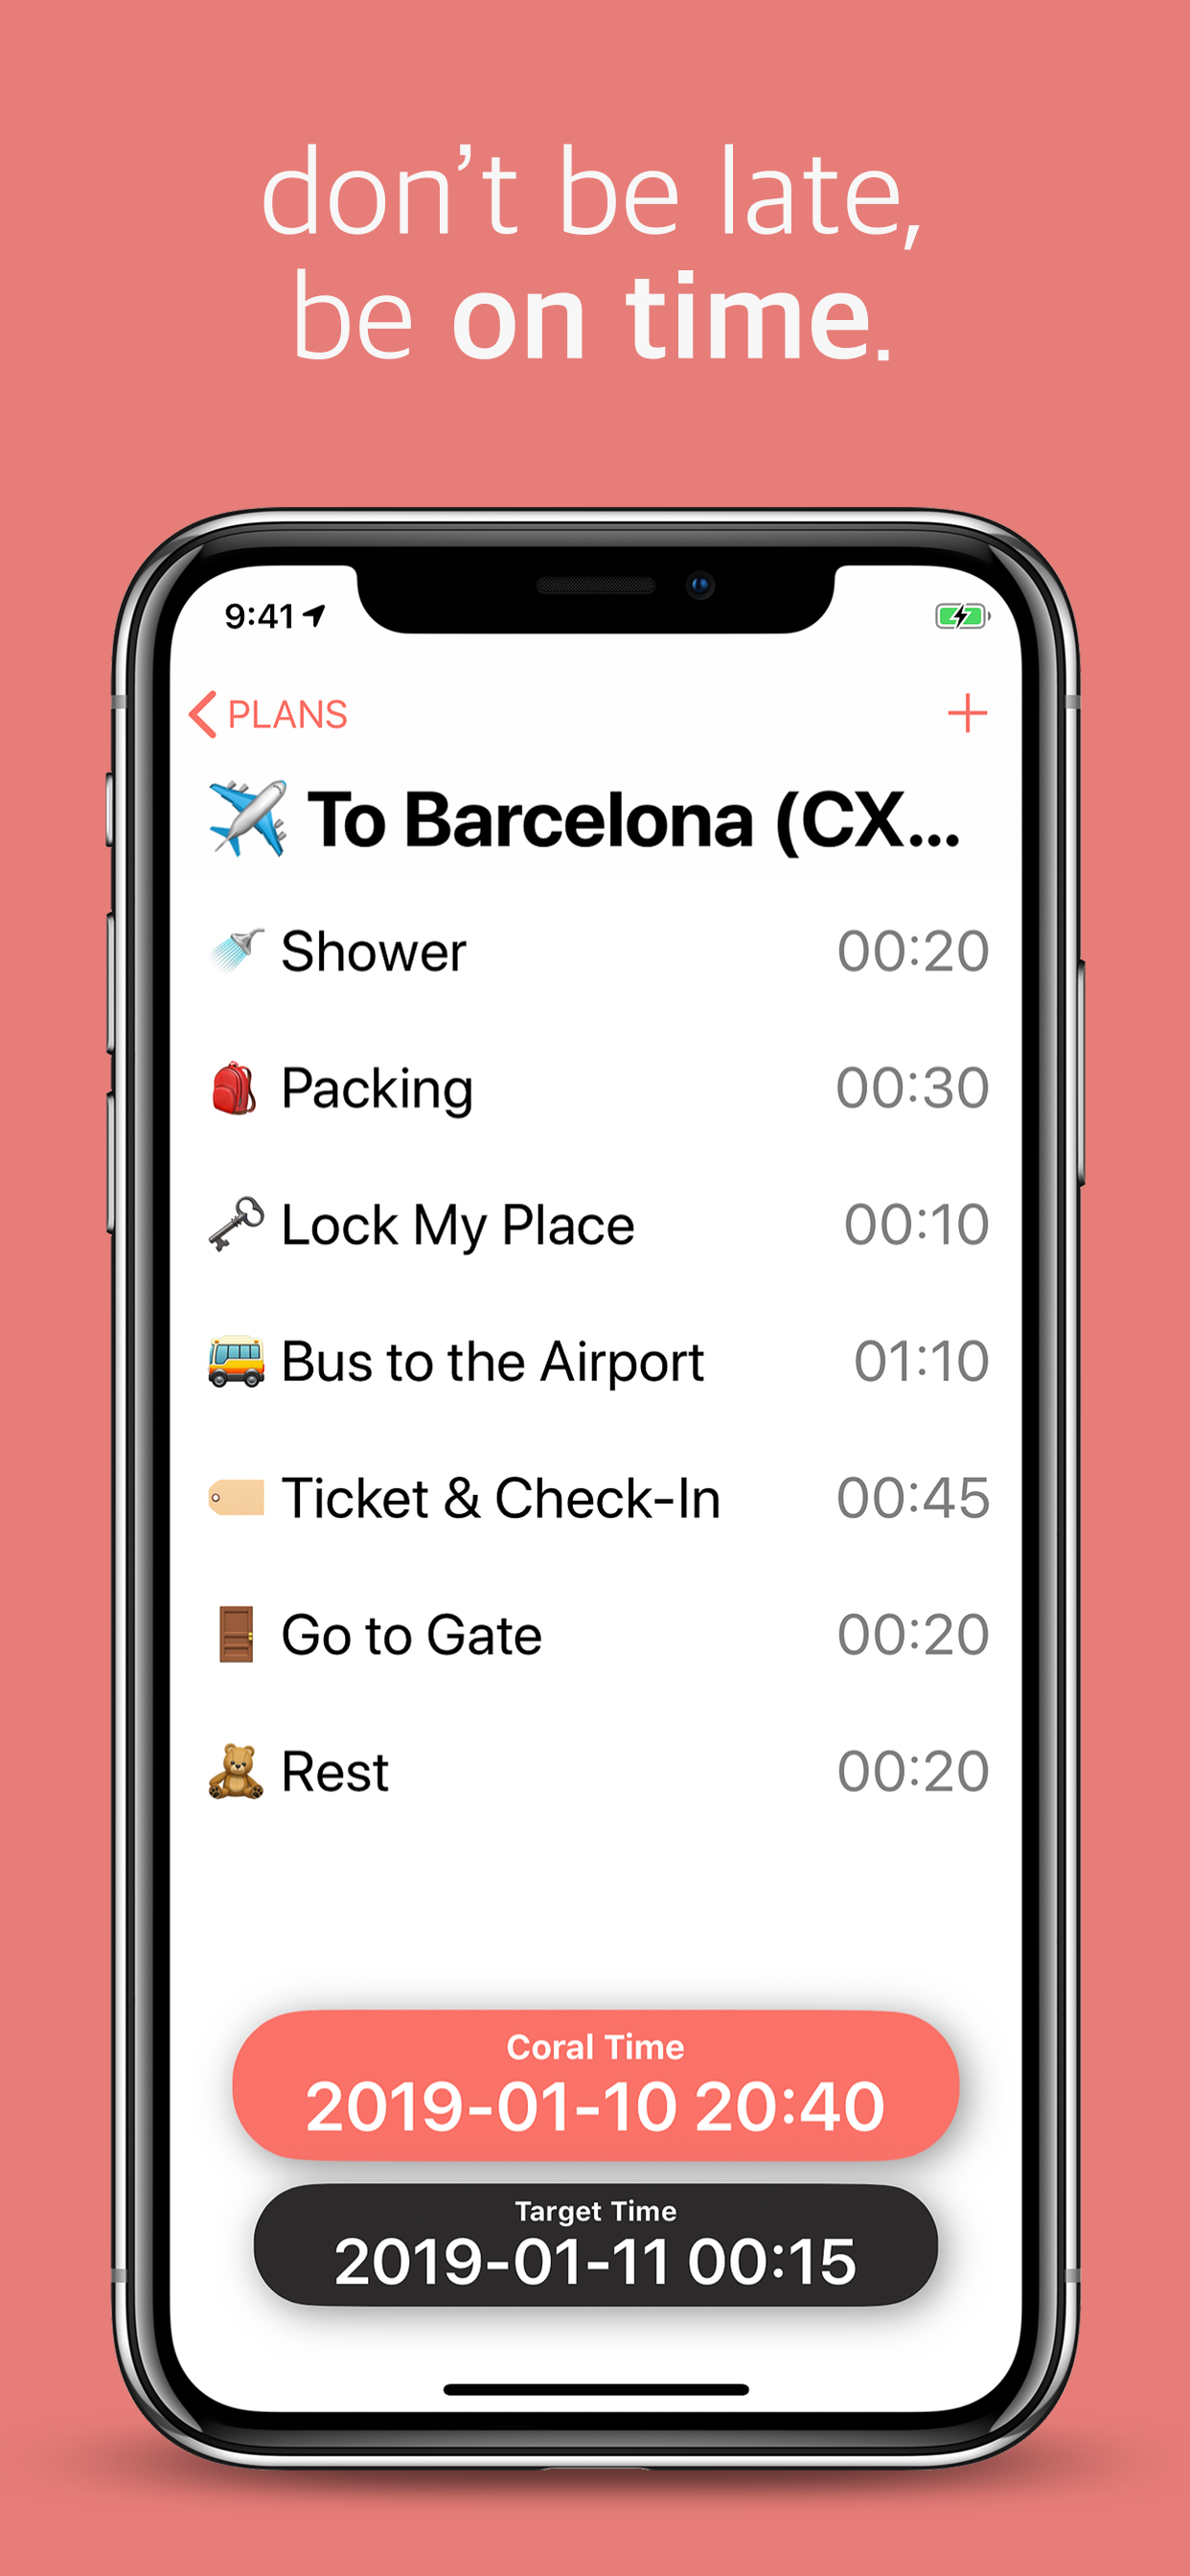 don’t be late,
be on time.
9:41
PLANS
To Barcelona (CX...
Shower 00:20
Packing 00:30
Lock My Place 00:10
Bus to the Airport 01:10
Ticket & Check-In 00:45
Go to Gate 00:20
Rest 00:20
Coral Time
2019-01-10 20:40
Target Time
2019-01-11 00:15